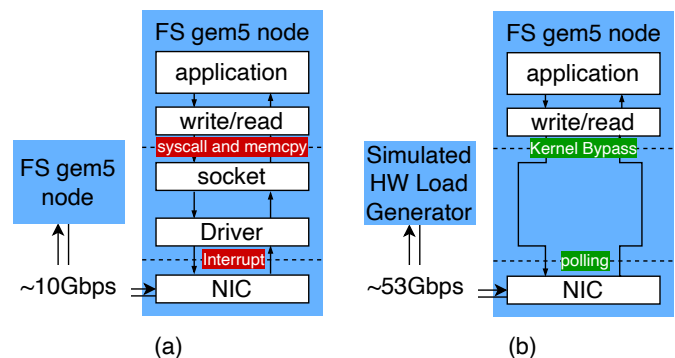 FS gem5 node
application
write/read
syscall and memcpy
socket
Driver
Interrupt
NIC
FS gem5
node
~10Gbps
(a)
FS gem5 node
application
write/read
Kernel Bypass
polling
NIC
Simulated
HW Load
Generator
~53Gbps
(b)